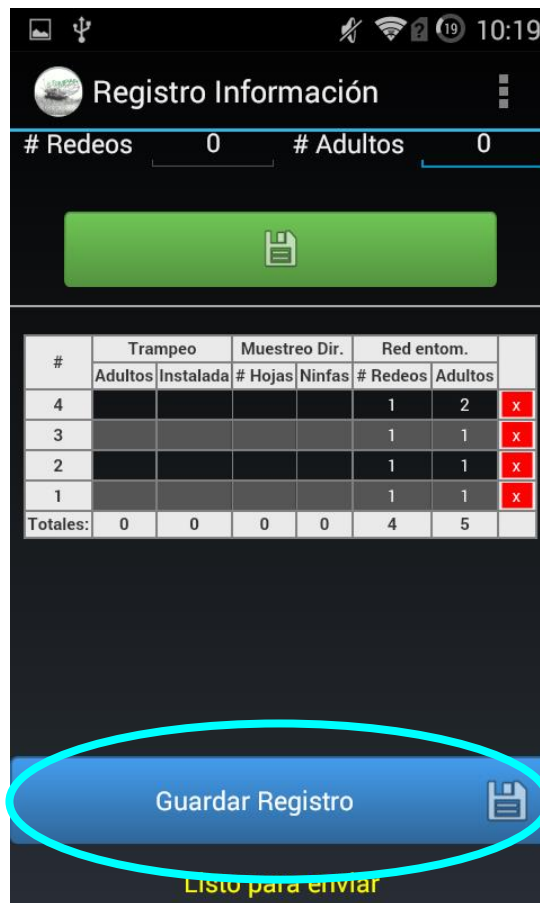 19 10:19
Registro Información
# Redeos 0 # Adultos 0
# Trampeo Muestreo Dir. Red entom.
Adultos Instalada # Hojas Ninfas # Redeos Adultos
4 1 2 x
3 1 1 x
2 1 1 x
1 1 1 x
Totales: 0 0 0 0 4 5
Guardar Registro
Listo para enviar